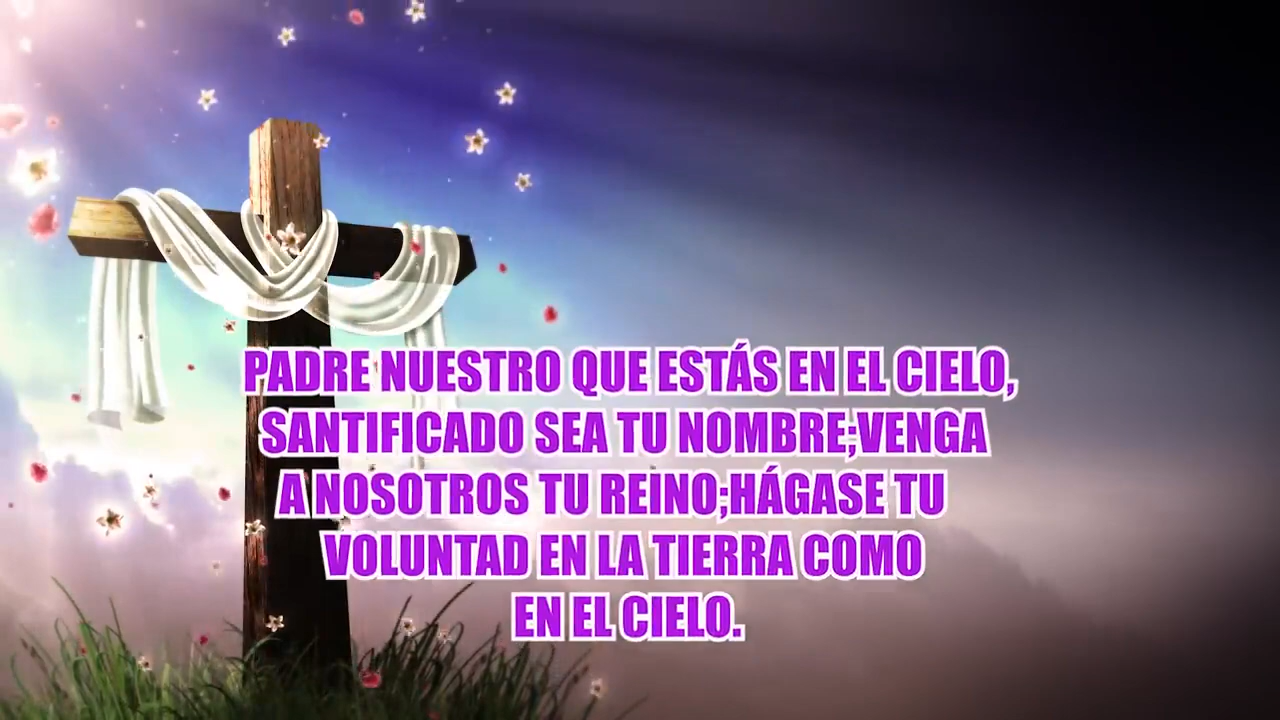 PADRE NUESTRO QUE ESTÁS EN EL CIELO,
SANTIFICADO SEA TU NOMBRE;VENGA
A NOSOTROS TU REINO;HÁGASE TU
VOLUNTAD EN LA TIERRA COMO
EN EL CIELO.